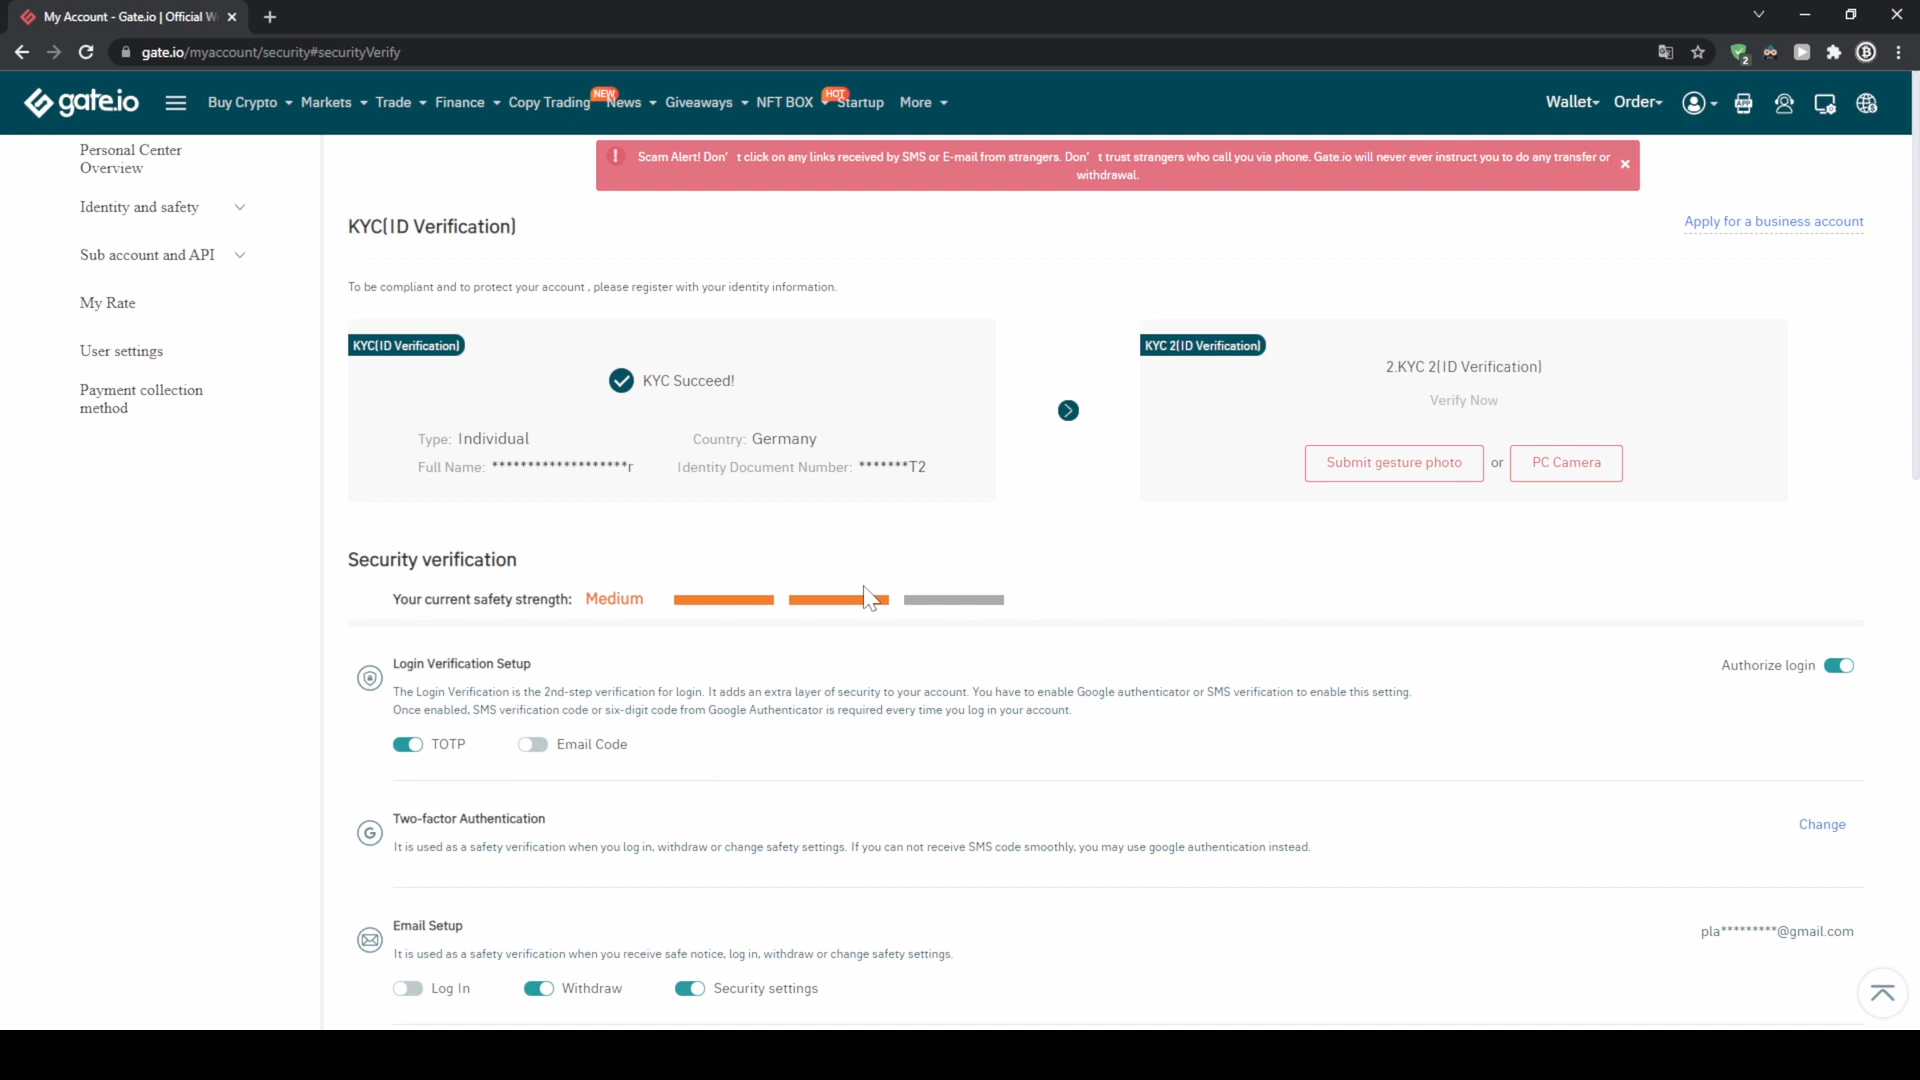 My Account - Gate.io | Official W
gate.io/myaccount/security#securityVerify
2
gate.io
Buy Crypto
Markets
Trade
Finance
Copy Trading
NEW
News
Giveaways
NFT BOX
HOT
Startup
More
Wallet
Order
APP
Personal Center
Overview
Identity and safety
Sub account and API
My Rate
User settings
Payment collection
method
Scam Alert! Don' t click on any links received by SMS or E-mail from strangers. Don' t trust strangers who call you via phone. Gate.io will never ever instruct you to do any transfer or
withdrawal.
KYC(ID Verification)
Apply for a business account
To be compliant and to protect your account , please register with your identity information.
KYC(ID Verification)
KYC Succeed!
Type: Individual
Country: Germany
Full Name: *******************r
Identity Document Number: *******T2
KYC 2(ID Verification)
2.KYC 2(ID Verification)
Verify Now
Submit gesture photo
or
PC Camera
Security verification
Your current safety strength: Medium
Login Verification Setup
Authorize login
The Login Verification is the 2nd-step verification for login. It adds an extra layer of security to your account. You have to enable Google authenticator or SMS verification to enable this setting.
Once enabled, SMS verification code or six-digit code from Google Authenticator is required every time you log in your account.
TOTP
Email Code
Two-factor Authentication
Change
G
It is used as a safety verification when you log in, withdraw or change safety settings. If you can not receive SMS code smoothly, you may use google authentication instead.
Email Setup
pla*********@gmail.com
It is used as a safety verification when you receive safe notice, log in, withdraw or change safety settings.
Log In
Withdraw
Security settings